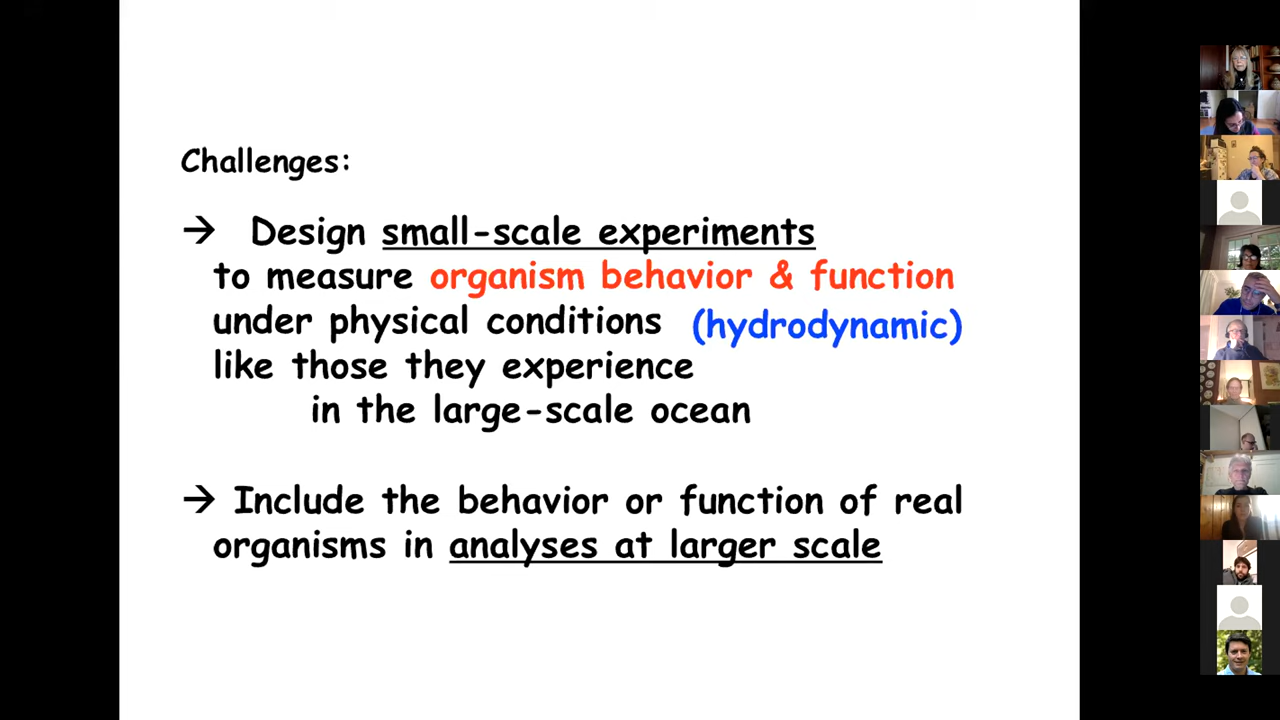 Challenges:
→ Design small-scale experiments
to measure organism behavior & function
under physical conditions (hydrodynamic)
like those they experience
in the large-scale ocean
→ Include the behavior or function of real
organisms in analyses at larger scale